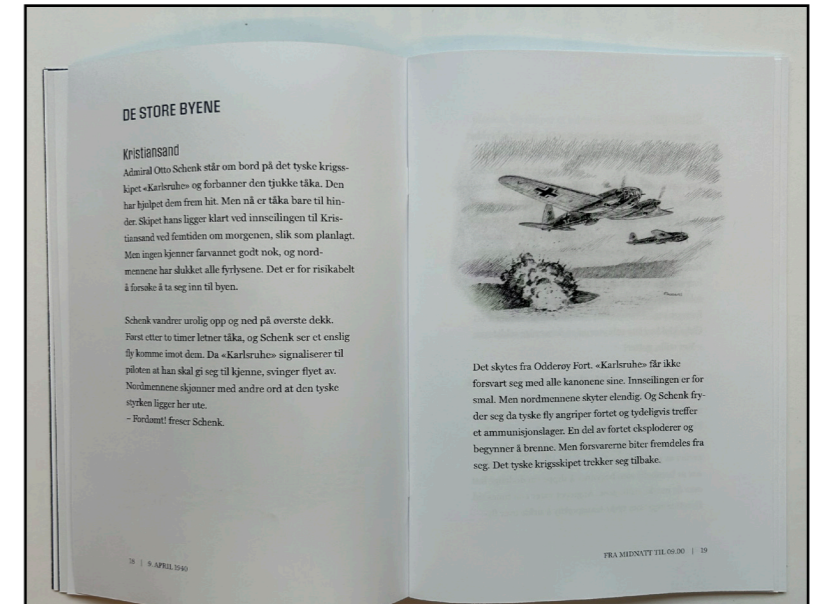 DE STORE BYENE
Kristiansand
Admiral Otto Schenk står om bord på det tyske krigss-
kipet «Karlsruhe» og forbanner den tjukke tåka. Den
har hjulpet dem frem hit. Men nå er tåka bare til hin-
der. Skipet hans ligger klart ved innseilingen til Kris-
tiansand ved femtiden om morgenen, slik som planlagt.
Men ingen kjenner farvannet godt nok, og nord-
mennene har slukket alle fyrlysene. Det er for risikabelt
å forsøke å ta seg inn til byen.
Schenk vandrer urolig opp og ned på øverste dekk.
Først etter to timer letner tåka, og Schenk ser et enslig
fly komme imot dem. Da «Karlsruhe» signaliserer til
piloten at han skal gi seg til kjenne, svinger flyet av.
Nordmennene skjønner med andre ord at den tyske
styrken ligger her ute.
– Fordømt! freser Schenk.
18 | 9. APRIL 1940
Det skytes fra Odderøy Fort. «Karlsruhe» får ikke
forsvart seg med alle kanonene sine. Innseilingen er for
smal. Men nordmennene skyter elendig. Og Schenk fry-
der seg da tyske fly angriper fortet og tydeligvis treffer
et ammunisjonslager. En del av fortet eksploderer og
begynner å brenne. Men forsvarerne biter fremdeles fra
seg. Det tyske krigsskipet trekker seg tilbake.
FRA MIDNATT TIL 09.00 | 19